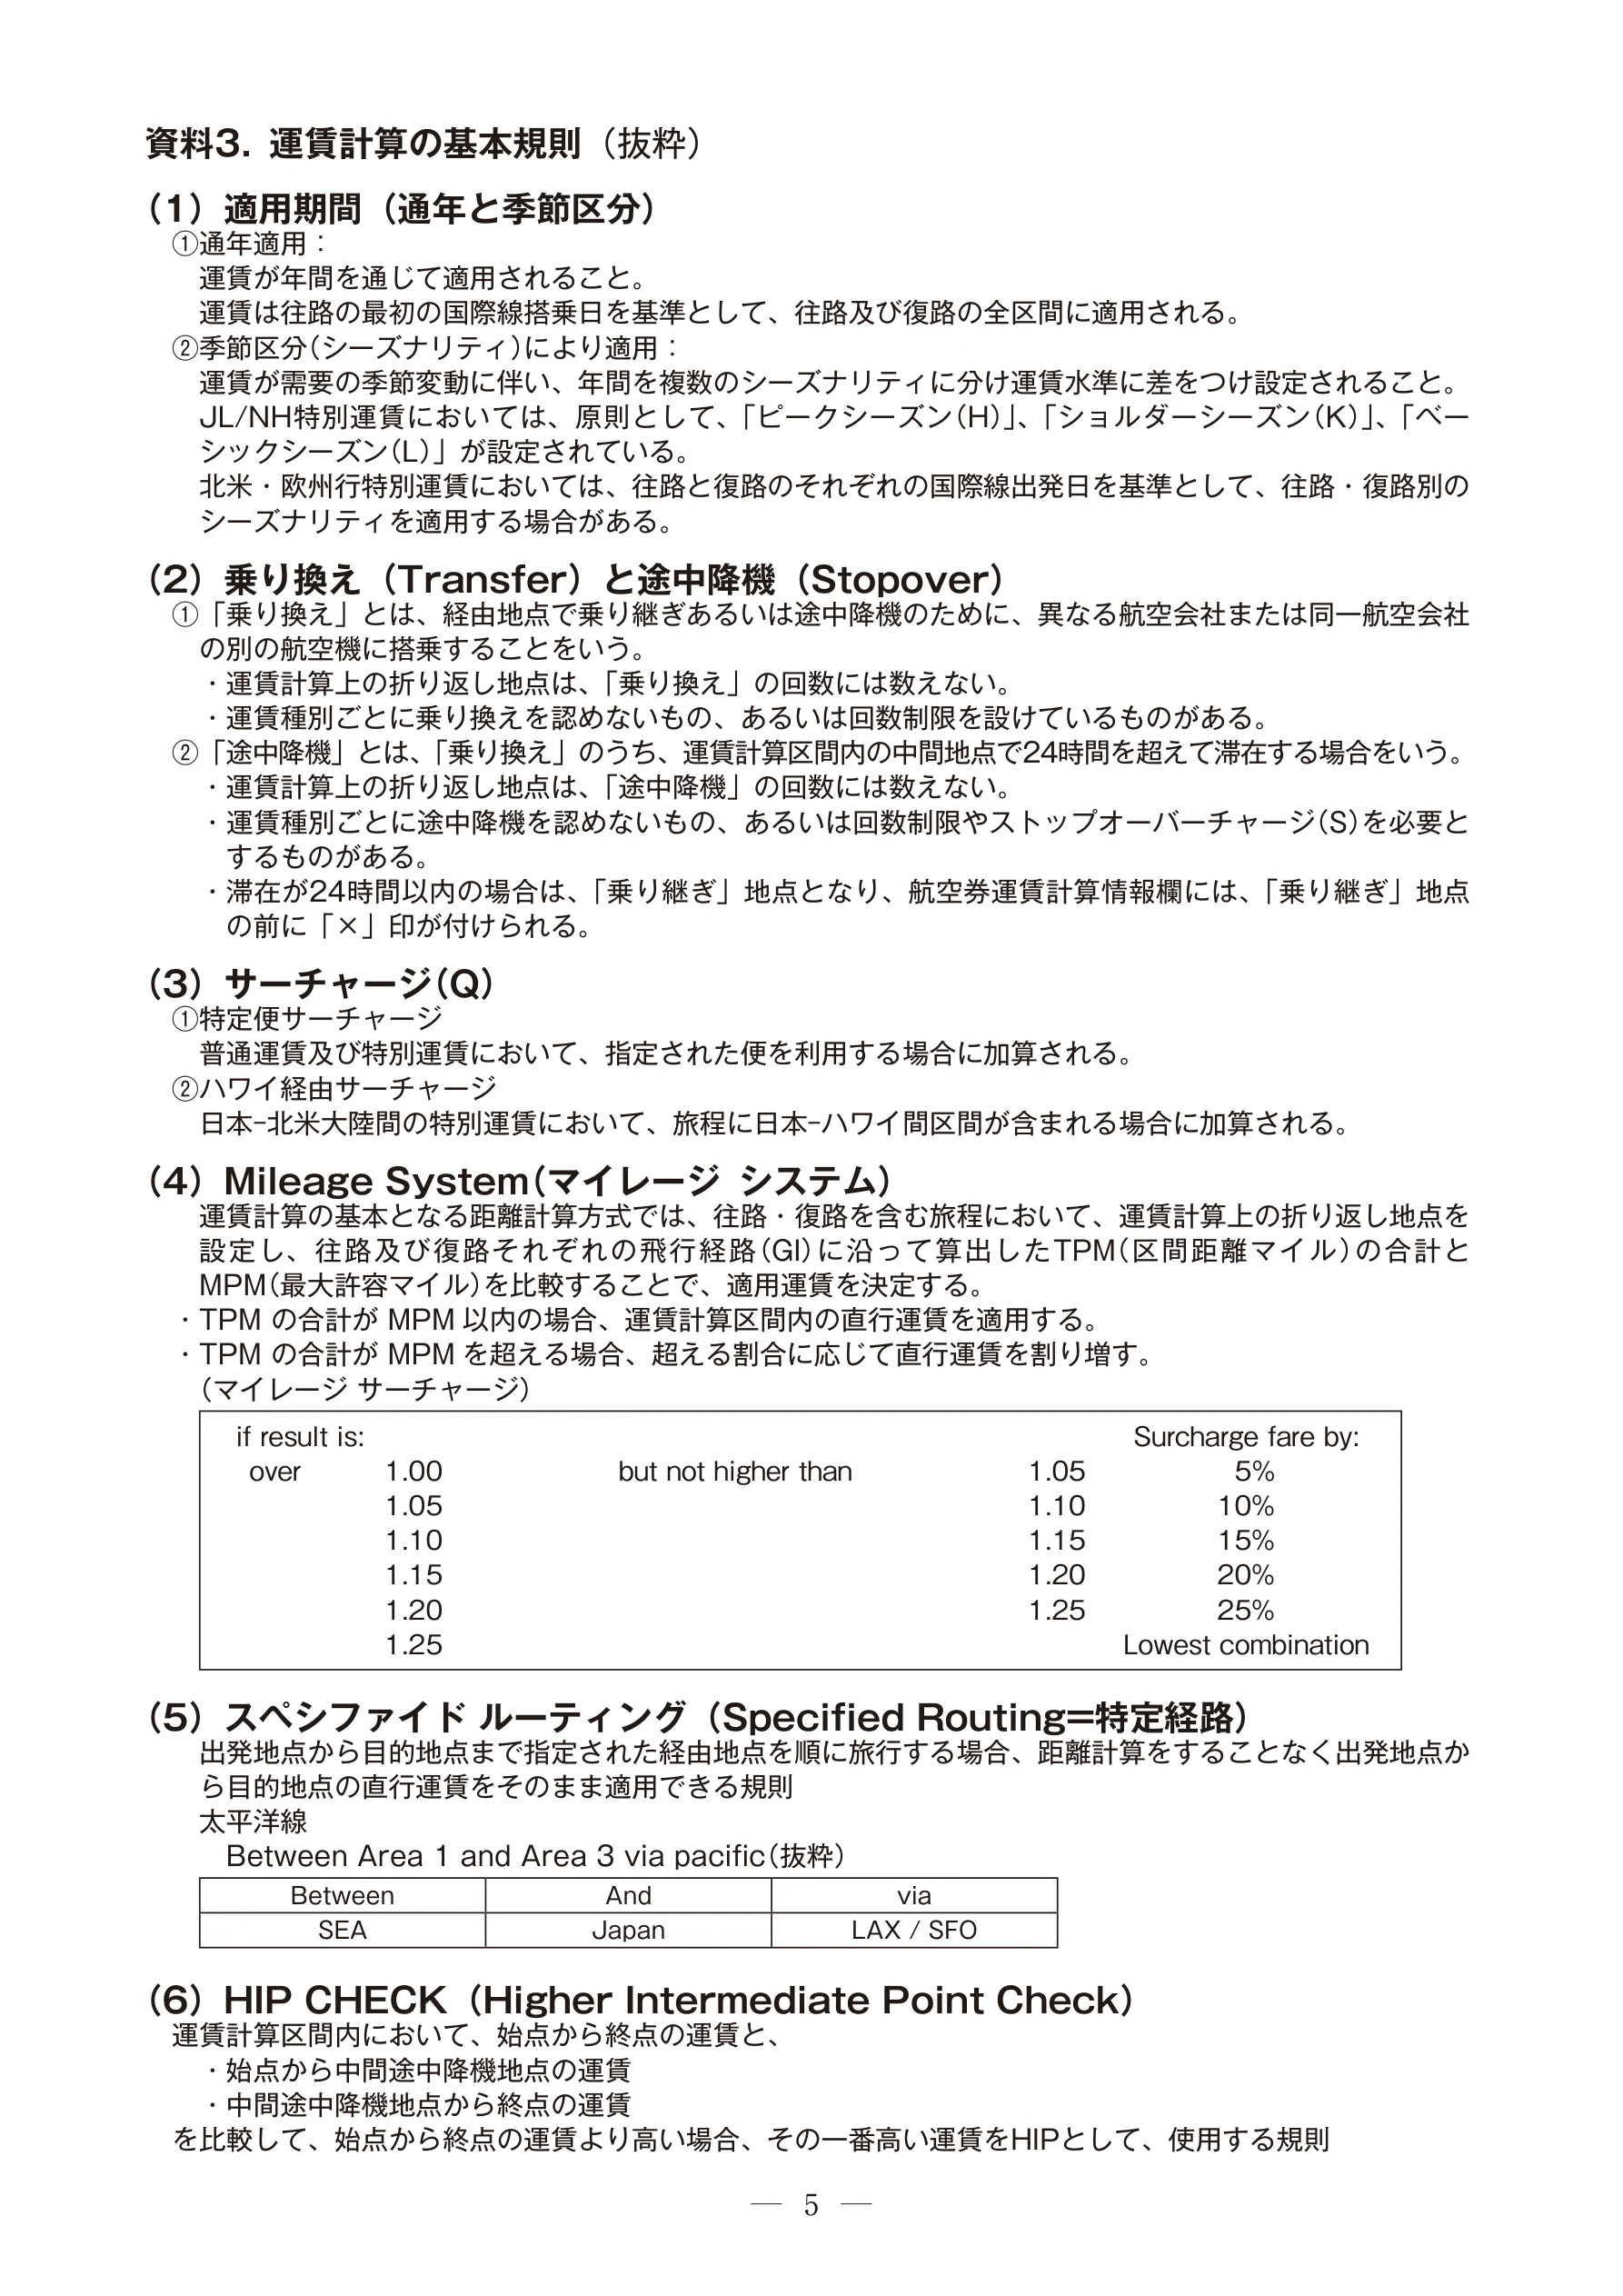 資料3. 運賃計算の基本規則（抜粋）
（1）適用期間（通年と季節区分）
①通年適用：
運賃が年間を通じて適用されること。
運賃は往路の最初の国際線搭乗日を基準として、往路及び復路の全区間に適用される。
②季節区分（シーズナリティ）により適用：
運賃が需要の季節変動に伴い、年間を複数のシーズナリティに分け運賃水準に差をつけ設定されること。
JL/NH特別運賃においては、原則として、「ピークシーズン（H）」、「ショルダーシーズン（K）」、「ベー
シックシーズン（L）」が設定されている。
北米・欧州行特別運賃においては、往路と復路のそれぞれの国際線出発日を基準として、往路・復路別の
シーズナリティを適用する場合がある。
（2）乗り換え（Transfer）と途中降機（Stopover）
①「乗り換え」とは、経由地点で乗り継ぎあるいは途中降機のために、異なる航空会社または同一航空会社
の別の航空機に搭乗することをいう。
・運賃計算上の折り返し地点は、「乗り換え」の回数には数えない。
・運賃種別ごとに乗り換えを認めないもの、あるいは回数制限を設けているものがある。
②「途中降機」とは、「乗り換え」のうち、運賃計算区間内の中間地点で24時間を超えて滞在する場合をいう。
・運賃計算上の折り返し地点は、「途中降機」の回数には数えない。
・運賃種別ごとに途中降機を認めないもの、あるいは回数制限やストップオーバーチャージ（S）を必要と
するものがある。
・滞在が24時間以内の場合は、「乗り継ぎ」地点となり、航空券運賃計算情報欄には、「乗り継ぎ」地点
の前に「×」印が付けられる。
（3）サーチャージ（Q）
①特定便サーチャージ
普通運賃及び特別運賃において、指定された便を利用する場合に加算される。
②ハワイ経由サーチャージ
日本−北米大陸間の特別運賃において、旅程に日本−ハワイ間区間が含まれる場合に加算される。
（4）Mileage System（マイレージ システム）
運賃計算の基本となる距離計算方式では、往路・復路を含む旅程において、運賃計算上の折り返し地点を
設定し、往路及び復路それぞれの飛行経路（GI）に沿って算出したTPM（区間距離マイル）の合計と
MPM（最大許容マイル）を比較することで、適用運賃を決定する。
・TPM の合計が MPM 以内の場合、運賃計算区間内の直行運賃を適用する。
・TPM の合計が MPM を超える場合、超える割合に応じて直行運賃を割り増す。
（マイレージ サーチャージ）
if result is: Surcharge fare by:
over 1.00 but not higher than 1.05 5%
1.05 1.10 10%
1.10 1.15 15%
1.15 1.20 20%
1.20 1.25 25%
1.25 Lowest combination
（5）スペシファイド ルーティング（Specified Routing=特定経路）
出発地点から目的地点まで指定された経由地点を順に旅行する場合、距離計算をすることなく出発地点か
ら目的地点の直行運賃をそのまま適用できる規則
太平洋線
Between Area 1 and Area 3 via pacific（抜粋）
Between And via
SEA Japan LAX / SFO
（6）HIP CHECK（Higher Intermediate Point Check）
運賃計算区間内において、始点から終点の運賃と、
・始点から中間途中降機地点の運賃
・中間途中降機地点から終点の運賃
を比較して、始点から終点の運賃より高い場合、その一番高い運賃をHIPとして、使用する規則
― 5 ―